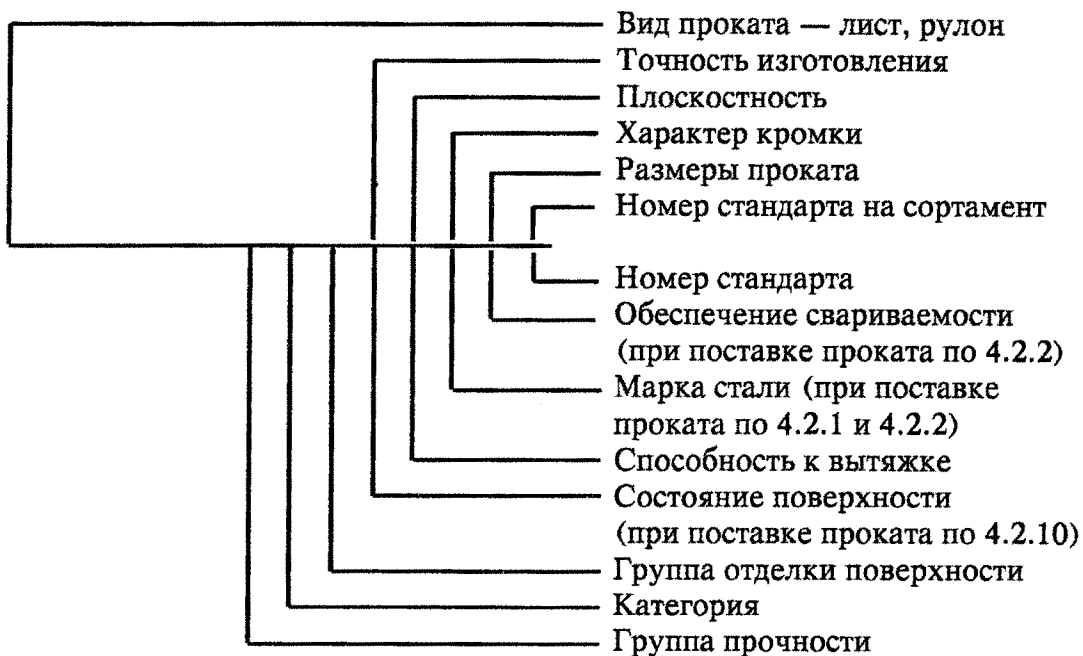 Вид проката — лист, рулон
Точность изготовления
Плоскостность
Характер кромки
Размеры проката
Номер стандарта на сортамент
Номер стандарта
Обеспечение свариваемости
(при поставке проката по 4.2.2)
Марка стали (при поставке
проката по 4.2.1 и 4.2.2)
Способность к вытяжке
Состояние поверхности
(при поставке проката по 4.2.10)
Группа отделки поверхности
Категория
Группа прочности